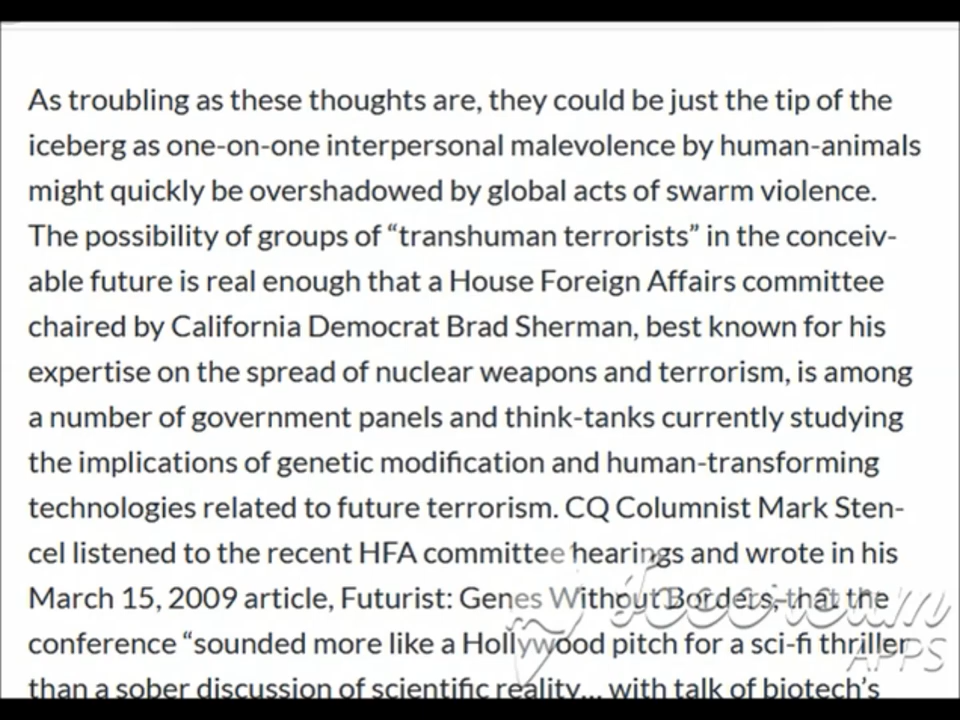 As troubling as these thoughts are, they could be just the tip of the
iceberg as one-on-one interpersonal malevolence by human-animals
might quickly be overshadowed by global acts of swarm violence.
The possibility of groups of “transhuman terrorists” in the conceiv-
able future is real enough that a House Foreign Affairs committee
chaired by California Democrat Brad Sherman, best known for his
expertise on the spread of nuclear weapons and terrorism, is among
a number of government panels and think-tanks currently studying
the implications of genetic modification and human-transforming
technologies related to future terrorism. CQ Columnist Mark Sten-
cel listened to the recent HFA committee hearings and wrote in his
March 15, 2009 article, Futurist: Genes Without Borders, that the
conference “sounded more like a Hollywood pitch for a sci-fi thriller
than a sober discussion of scientific reality… with talk of biotech’s
APPS